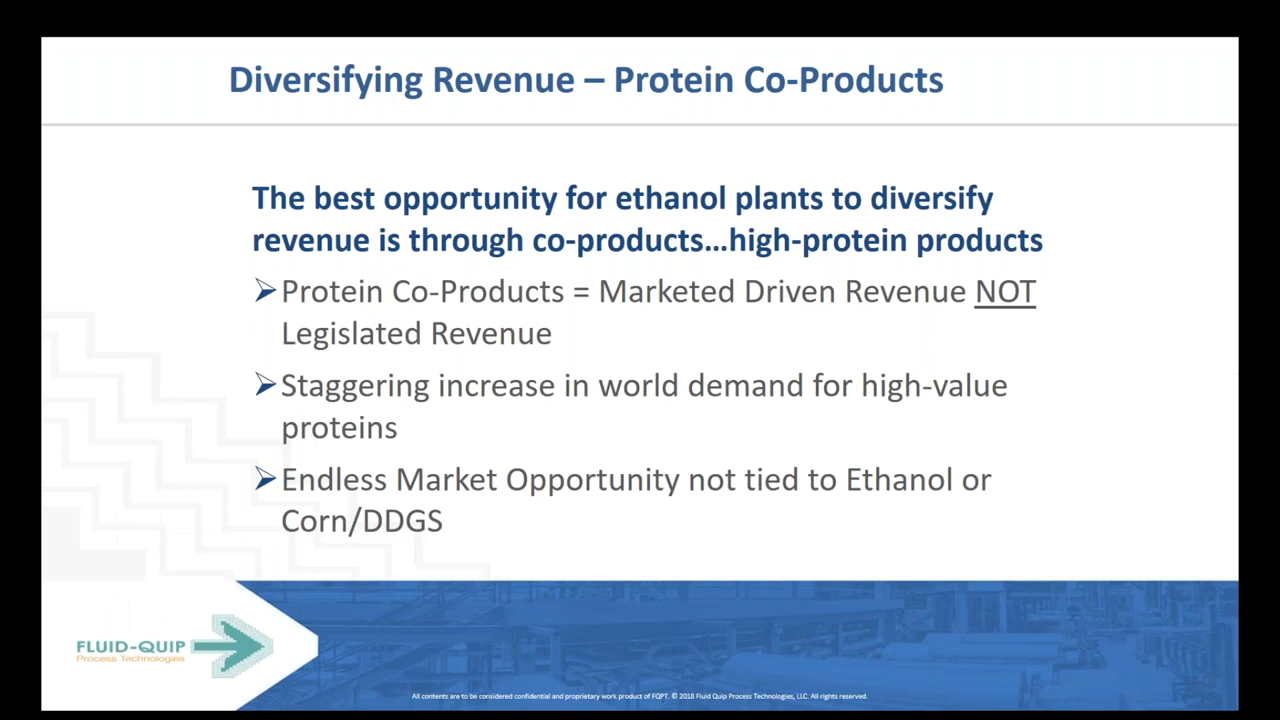 Diversifying Revenue – Protein Co-Products
The best opportunity for ethanol plants to diversify
revenue is through co-products…high-protein products
Protein Co-Products = Marketed Driven Revenue NOT
Legislated Revenue
Staggering increase in world demand for high-value
proteins
Endless Market Opportunity not tied to Ethanol or
Corn/DDGS
FLUID-QUIP
Process Technologies
All contents are to be considered confidential and proprietary work product of FQPT. © 2018 Fluid Quip Process Technologies, LLC. All rights reserved.